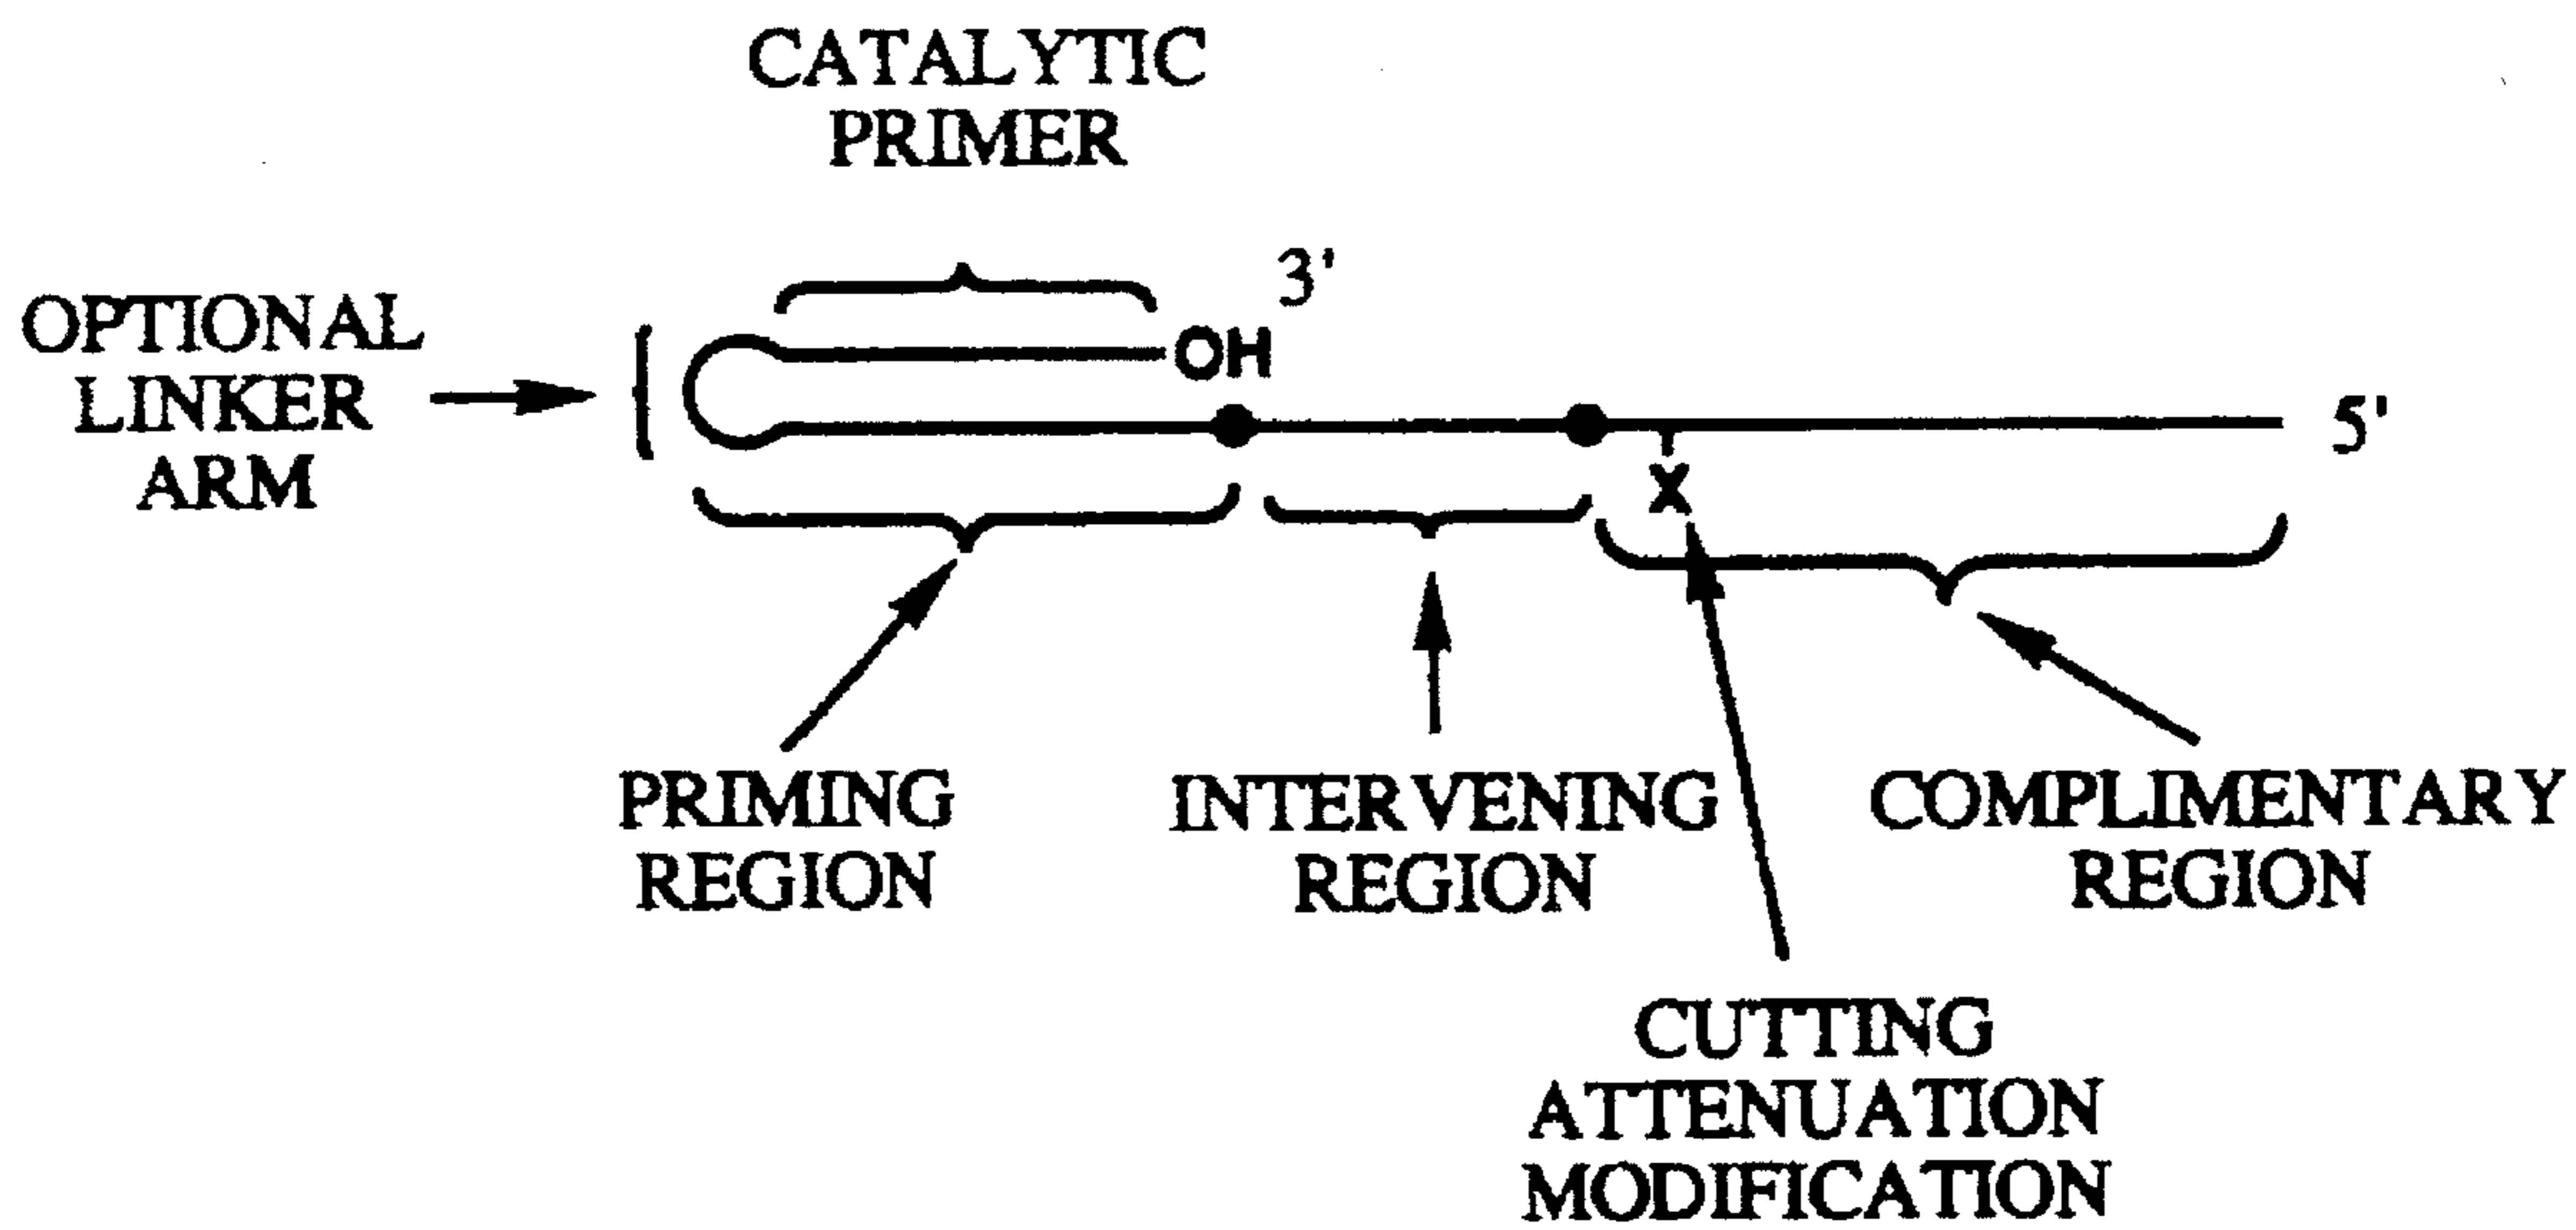 CATALYTIC
PRIMER
3'
OPTIONAL
LINKER
ARM
OH
5'
X
PRIMING
REGION
INTERVENING
REGION
COMPLIMENTARY
REGION
CUTTING
ATTENUATION
MODIFICATION